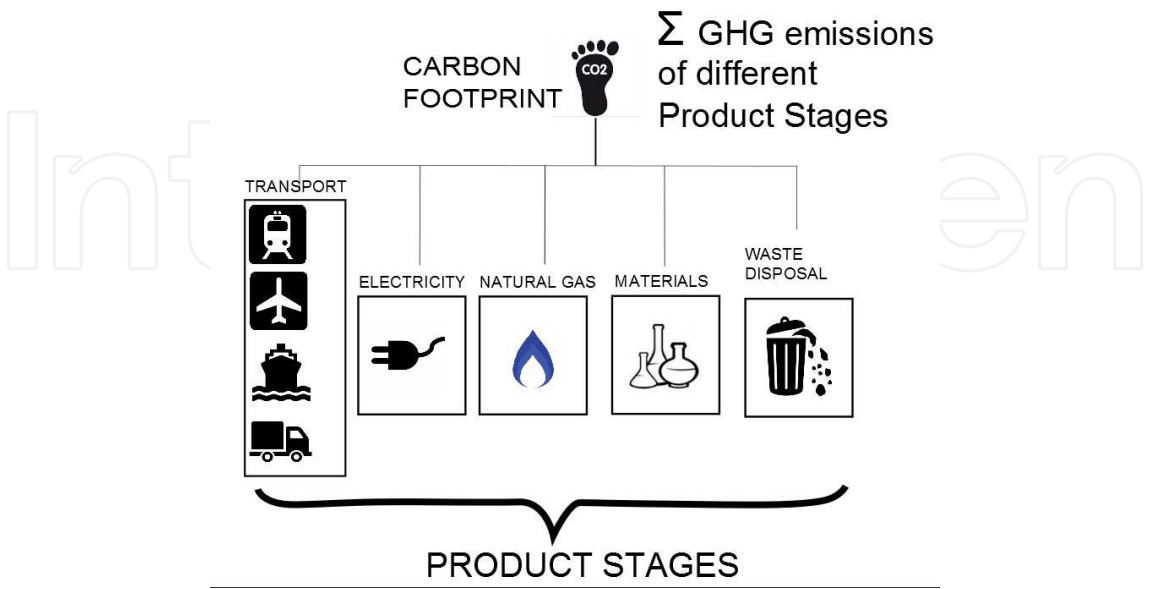 Σ GHG emissions
of different
Product Stages
CARBON
FOOTPRINT
CO2
TRANSPORT
ELECTRICITY
NATURAL GAS
MATERIALS
WASTE
DISPOSAL
PRODUCT STAGES